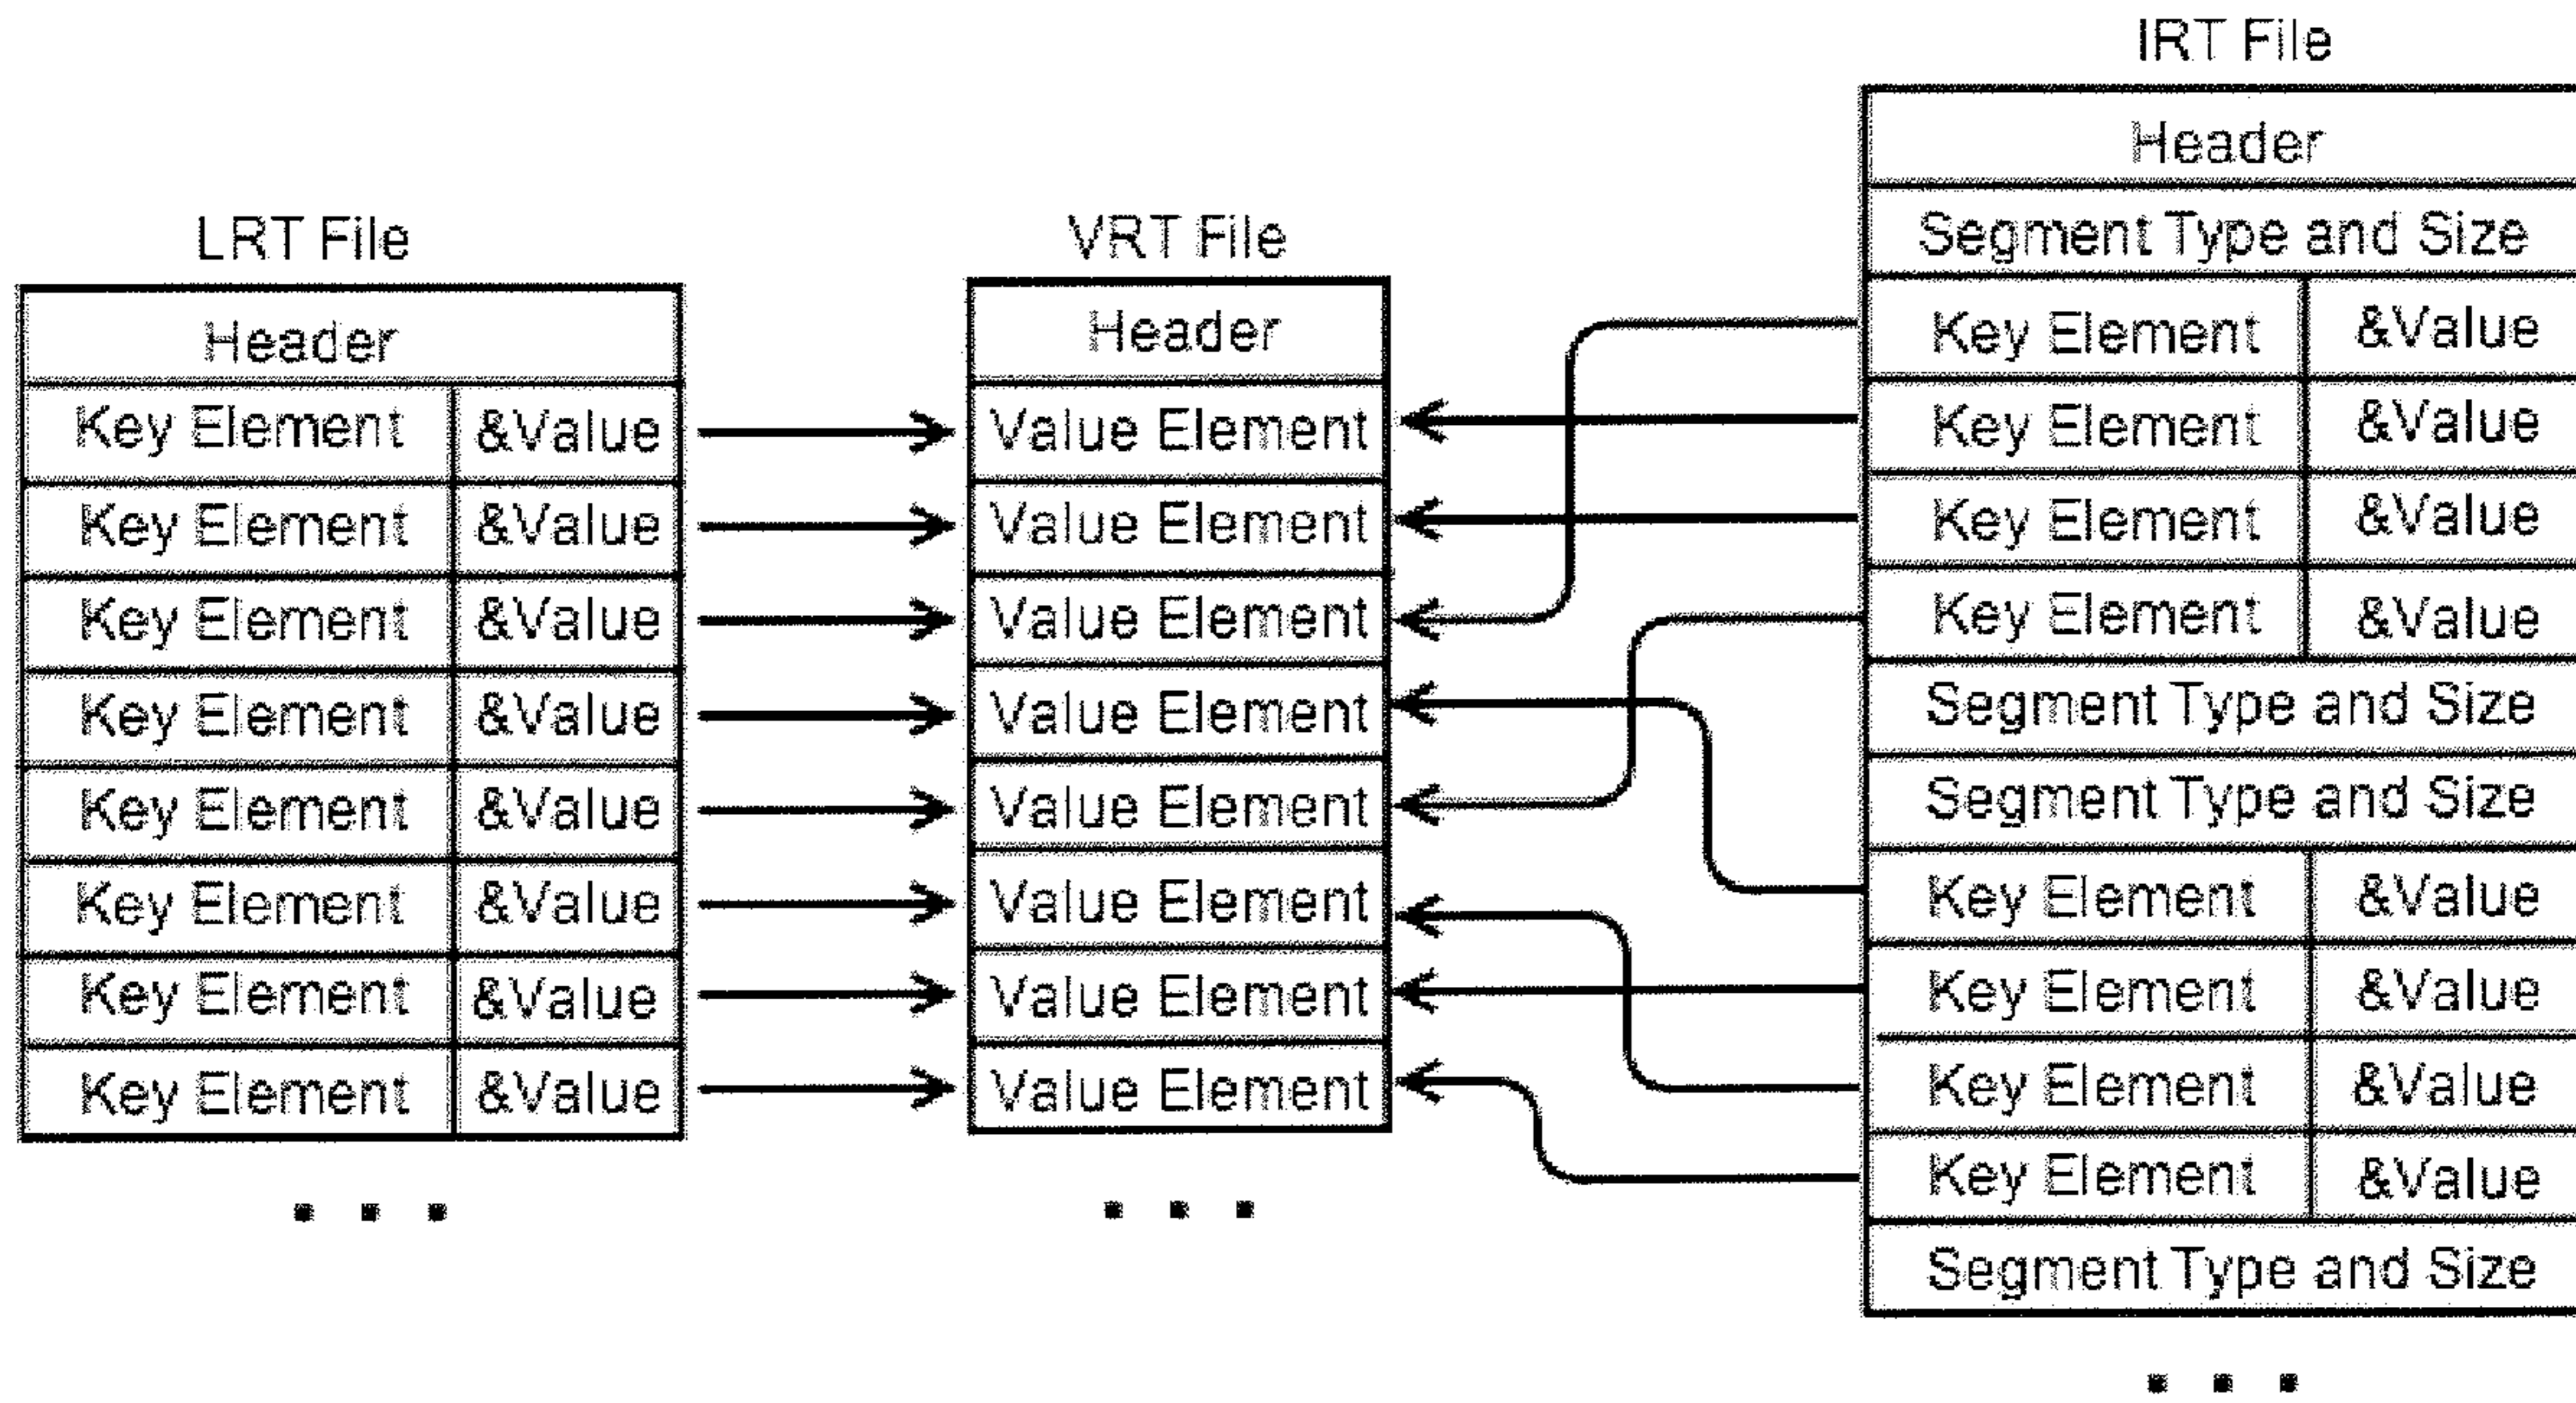 LRT File
Header
Key Element &Value
Key Element &Value
Key Element &Value
Key Element &Value
Key Element &Value
Key Element &Value
Key Element &Value
Key Element &Value
. . .
VRT File
Header
Value Element
Value Element
Value Element
Value Element
Value Element
Value Element
Value Element
Value Element
. . .
IRT File
Header
Segment Type and Size
Key Element &Value
Key Element &Value
Key Element &Value
Key Element &Value
Segment Type and Size
Segment Type and Size
Key Element &Value
Key Element &Value
Key Element &Value
Key Element &Value
Segment Type and Size
. . .